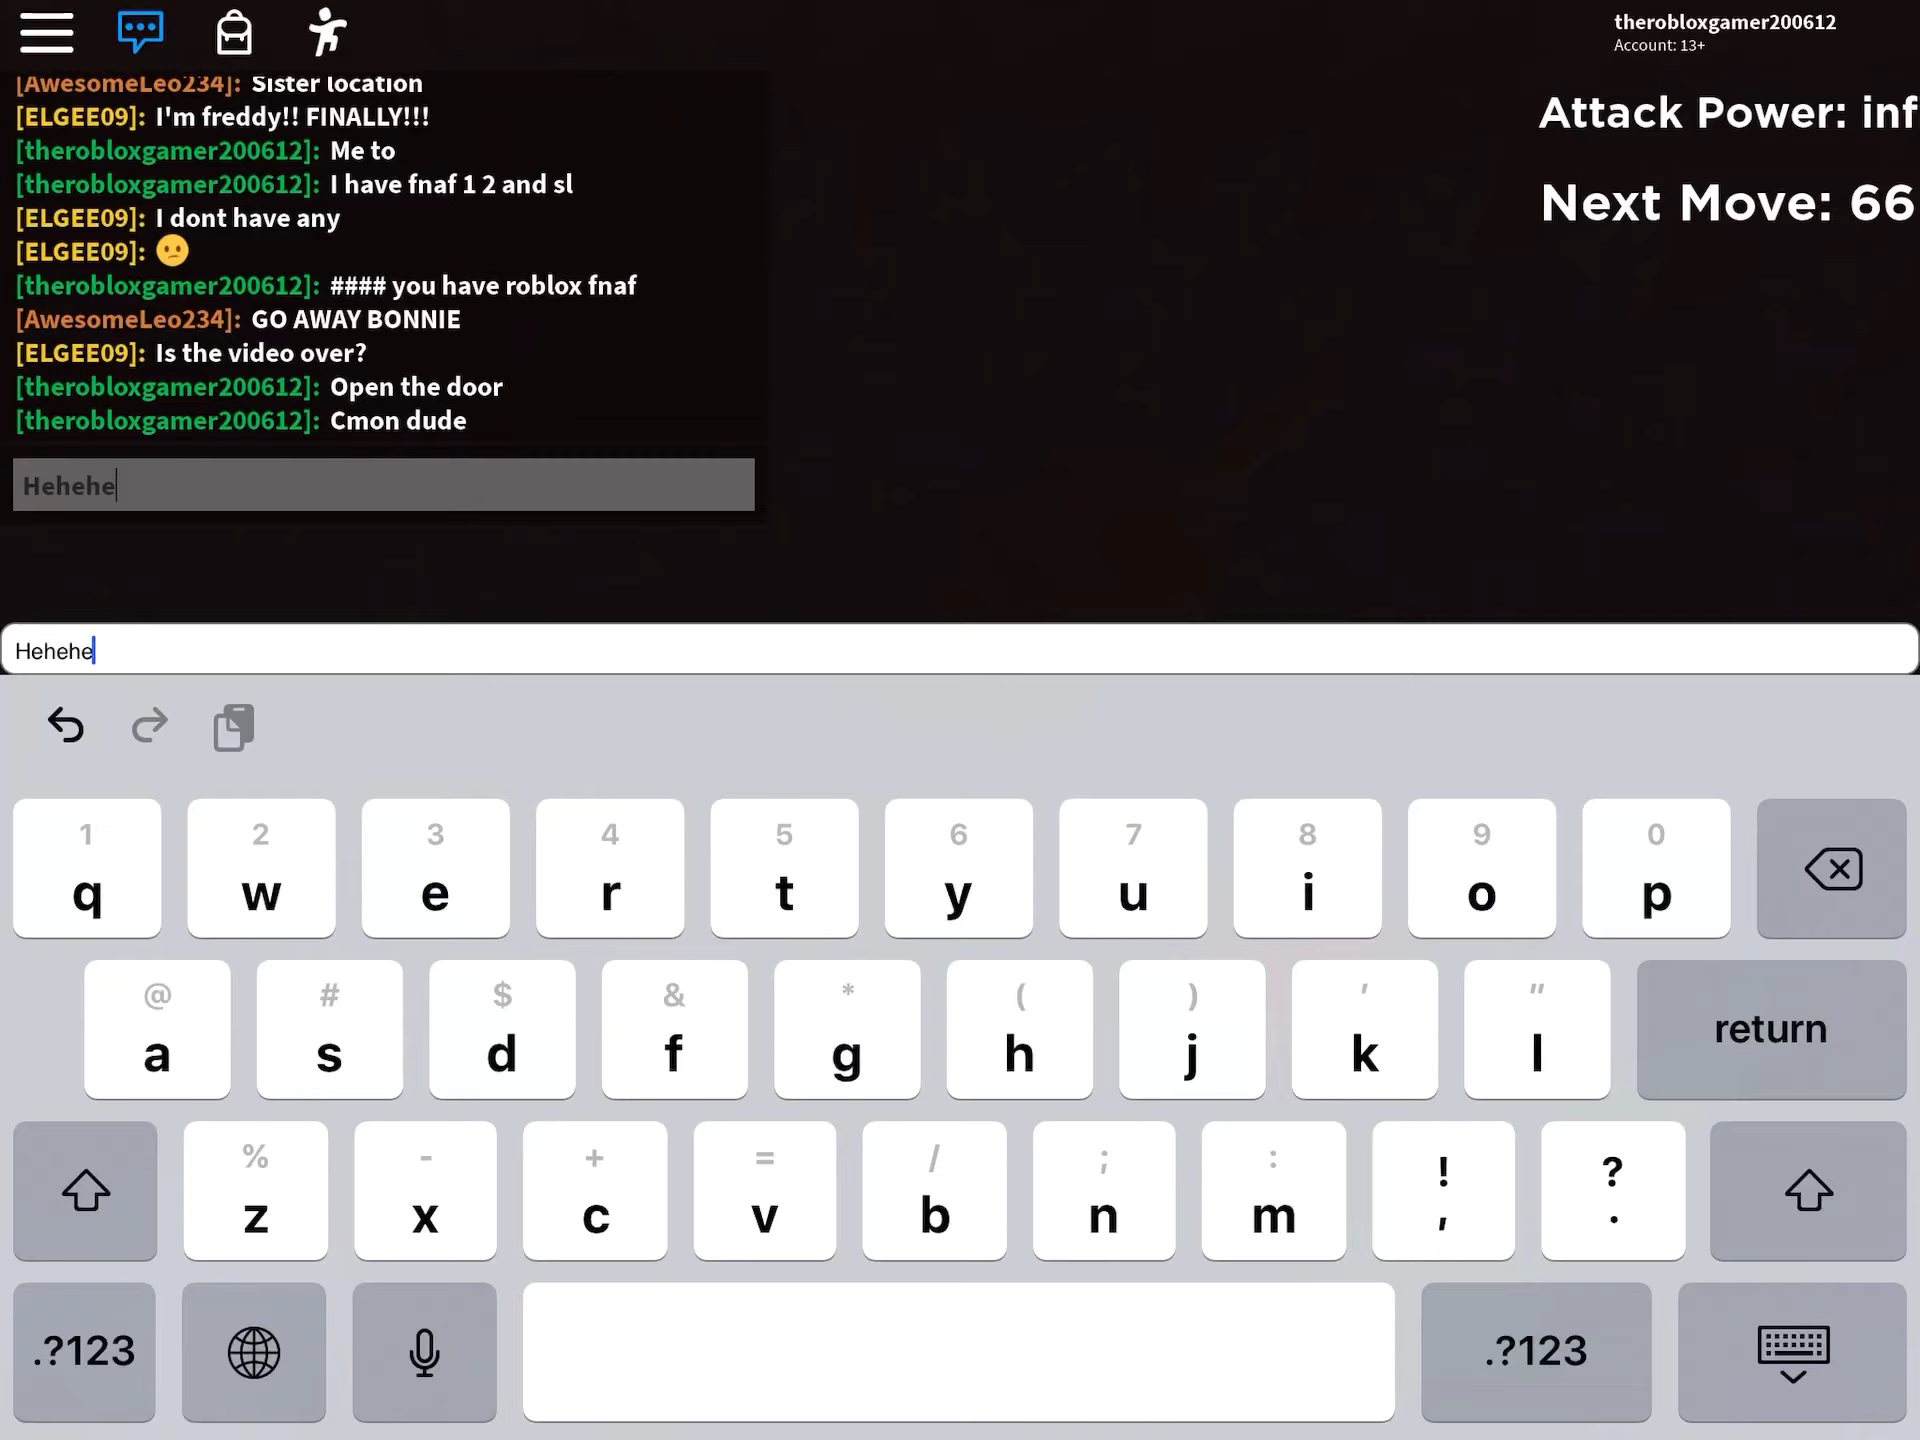 therobloxgamer200612
Account: 13+
[AwesomeLeo234]: Sister location
[ELGEE09]: I'm freddy!! FINALLY!!!
[therobloxgamer200612]: Me to
[therobloxgamer200612]: I have fnaf 1 2 and sl
[ELGEE09]: I dont have any
[ELGEE09]: 😕
[therobloxgamer200612]: #### you have roblox fnaf
[AwesomeLeo234]: GO AWAY BONNIE
[ELGEE09]: Is the video over?
[therobloxgamer200612]: Open the door
[therobloxgamer200612]: Cmon dude
Hehehe
Attack Power: inf
Next Move: 66
Hehehe
1 2 3 4 5 6 7 8 9 0
q w e r t y u i o p
@ # $ & * ( ) ' "
a s d f g h j k l return
% - + = / ; : ! ?
z x c v b n m , .
.?123 .?123